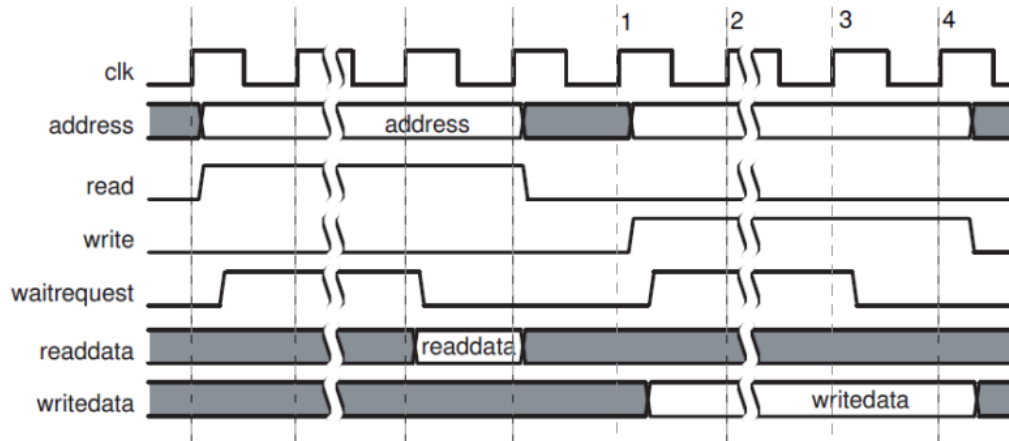 1 2 3 4
clk
address address
read
write
waitrequest
readdata readdata
writedata writedata